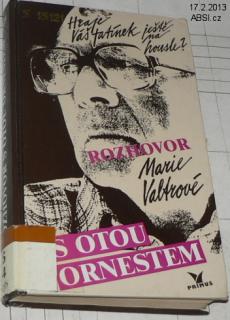 17.2.2013
ABSI.cz
Hraje
Váš tatínek ještě
na
housle?
ROZHOVOR
Marie
Valtrové
S OTOU
ORNESTEM
PRIMUS